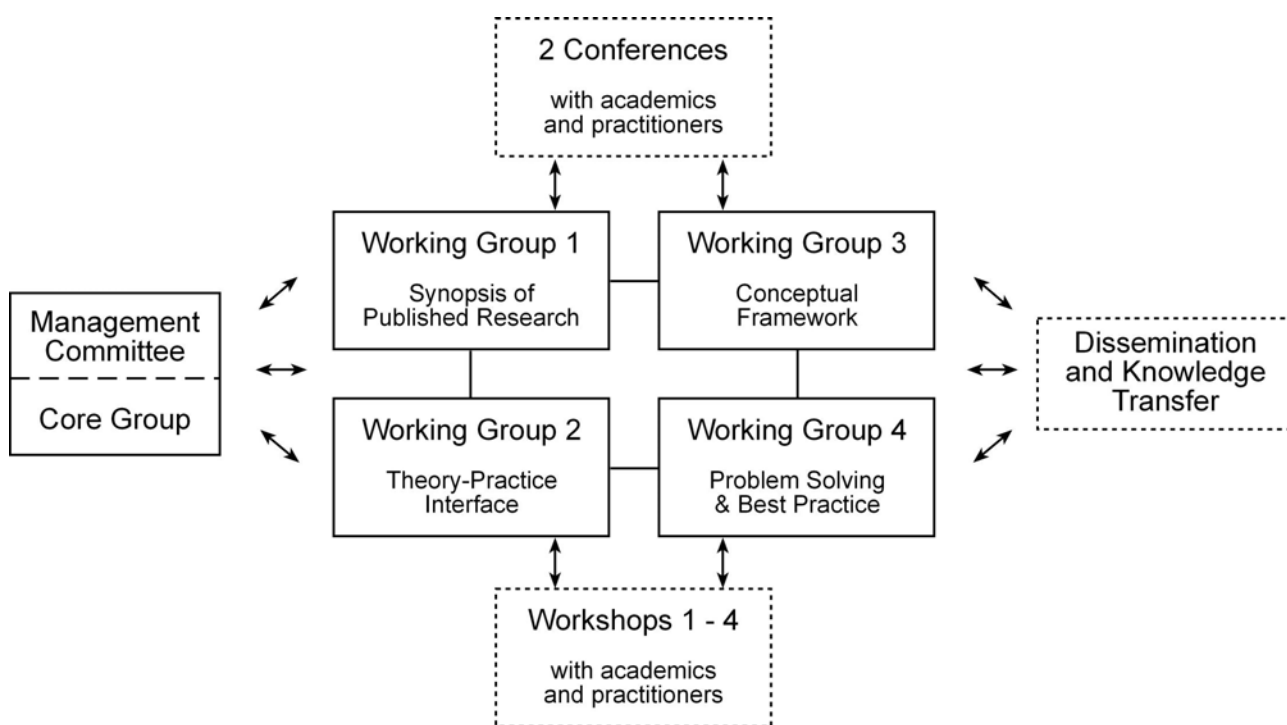 2 Conferences
with academics
and practitioners
Working Group 1
Synopsis of
Published Research
Working Group 3
Conceptual
Framework
Management
Committee
Core Group
Dissemination
and Knowledge
Transfer
Working Group 2
Theory-Practice
Interface
Working Group 4
Problem Solving
& Best Practice
Workshops 1 - 4
with academics
and practitioners